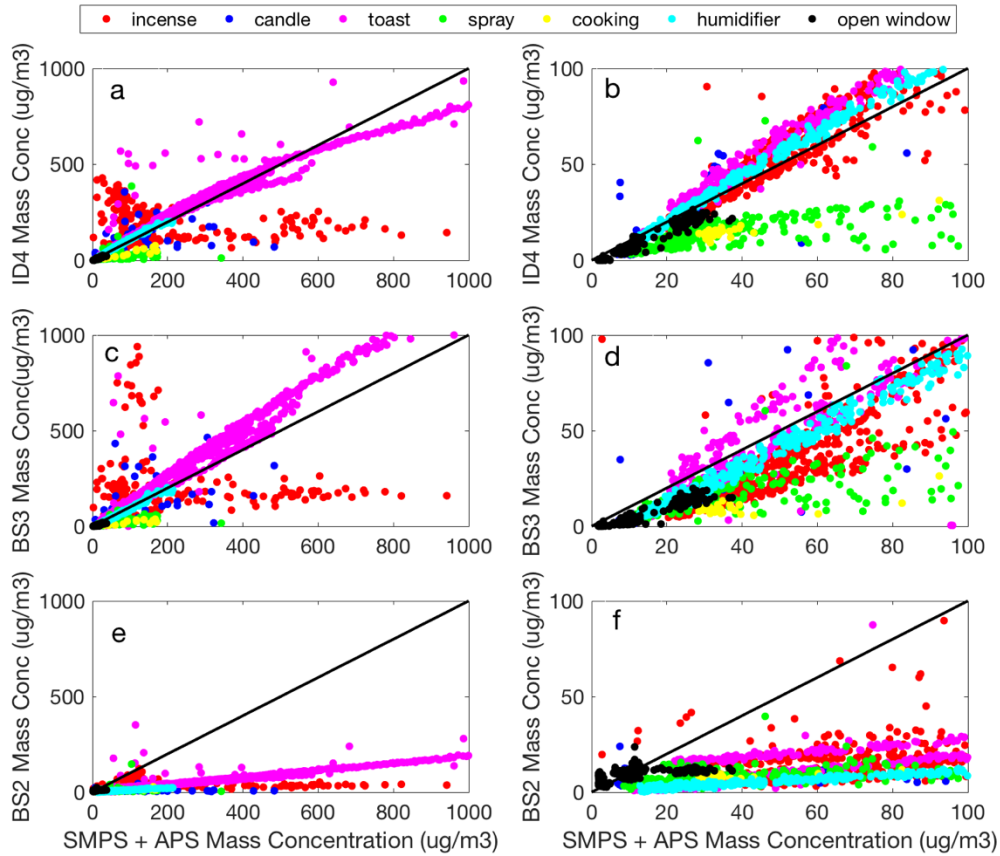 incense candle toast spray cooking humidifier open window
a
ID4 Mass Conc (ug/m3)
1000
500
0
0 200 400 600 800 1000
b
ID4 Mass Conc (ug/m3)
100
50
0
0 20 40 60 80 100
c
BS3 Mass Conc(ug/m3)
1000
500
0
0 200 400 600 800 1000
d
BS3 Mass Conc (ug/m3)
100
50
0
0 20 40 60 80 100
e
BS2 Mass Conc (ug/m3)
1000
500
0
0 200 400 600 800 1000
SMPS + APS Mass Concentration (ug/m3)
f
BS2 Mass Conc (ug/m3)
100
50
0
0 20 40 60 80 100
SMPS + APS Mass Concentration (ug/m3)